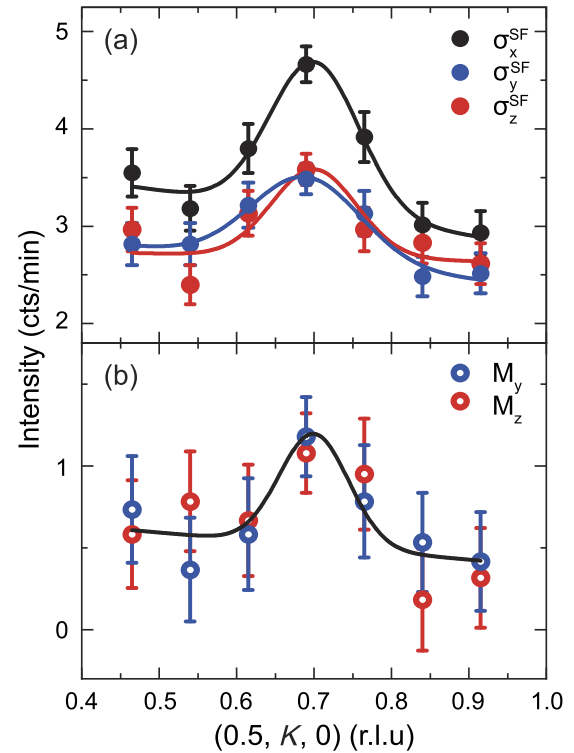 (a)
σxSF
σySF
σzSF
5
4
3
2
Intensity (cts/min)
(b)
My
Mz
1
0
0.4 0.5 0.6 0.7 0.8 0.9 1.0
(0.5, K, 0) (r.l.u)